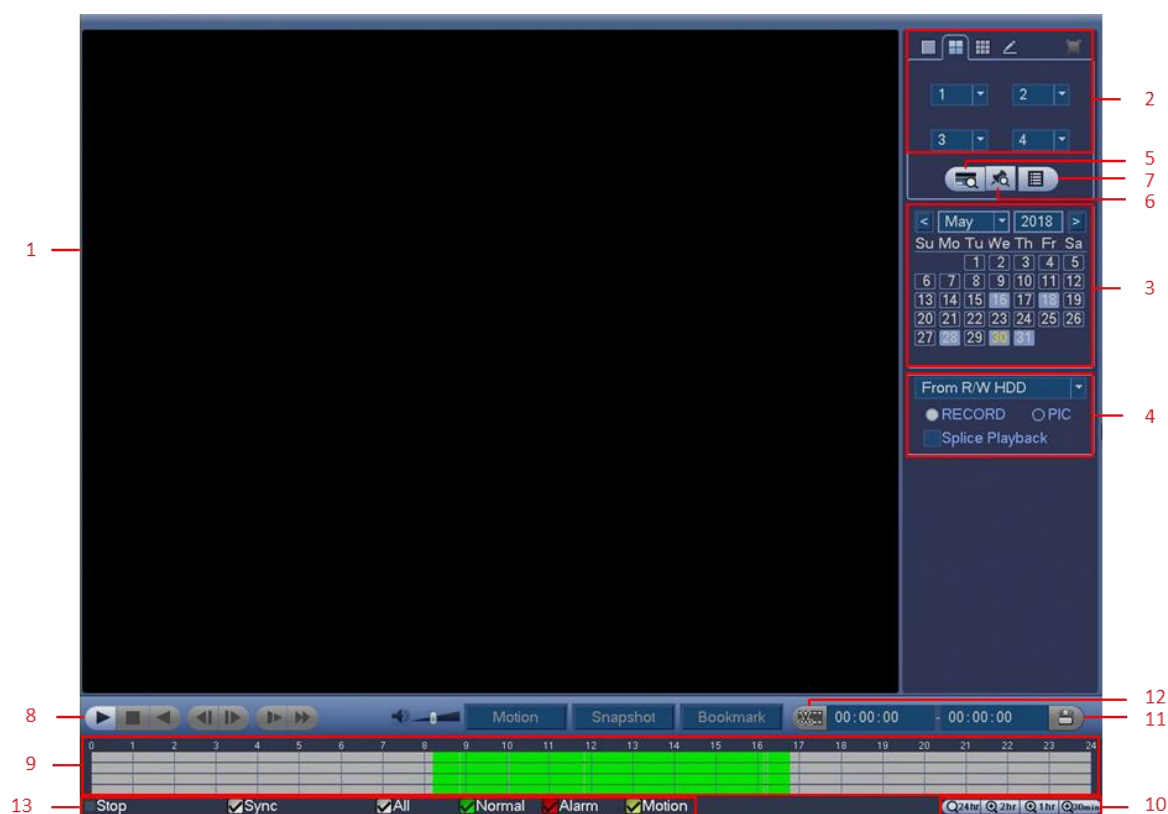 1 2
3 4
2
5
7
6
1
< May 2018 >
Su Mo Tu We Th Fr Sa
1 2 3 4 5
6 7 8 9 10 11 12
13 14 15 16 17 18 19
20 21 22 23 24 25 26
27 28 29 30 31
3
From R/W HDD
RECORD PIC
Splice Playback
4
12
8
Motion Snapshot Bookmark 00:00:00 - 00:00:00
11
0 1 2 3 4 5 6 7 8 9 10 11 12 13 14 15 16 17 18 19 20 21 22 23 24
9
13 Stop Sync All Normal Alarm Motion 24hr 2hr 1hr 30min 10